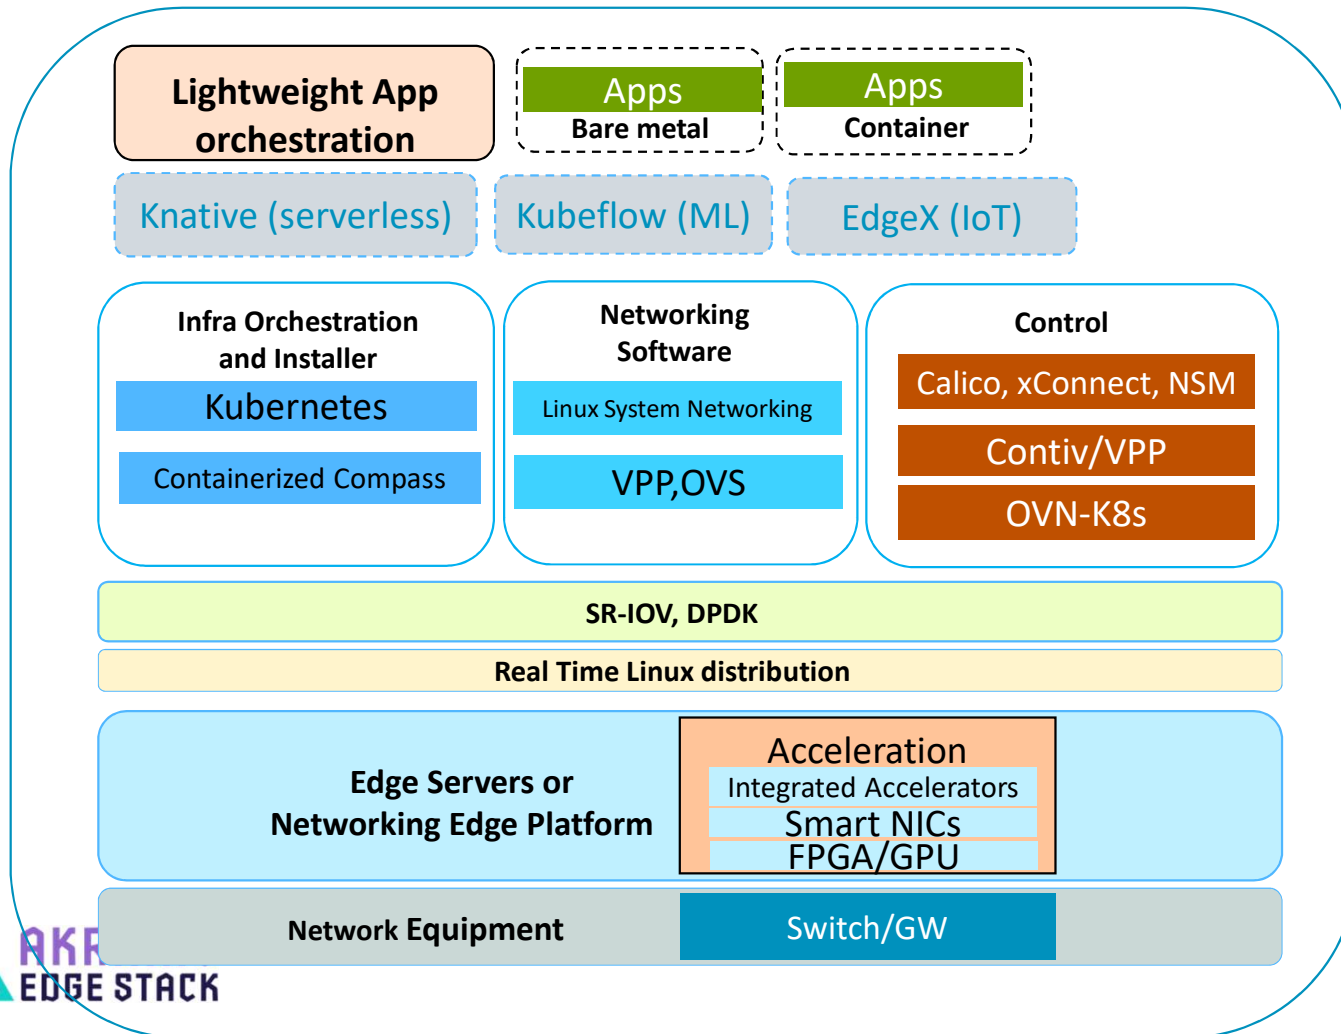 Lightweight App
orchestration
Apps
Bare metal
Apps
Container
Knative (serverless)
Kubeflow (ML)
EdgeX (IoT)
Infra Orchestration
and Installer
Kubernetes
Containerized Compass
Networking
Software
Linux System Networking
VPP,OVS
Control
Calico, xConnect, NSM
Contiv/VPP
OVN-K8s
SR-IOV, DPDK
Real Time Linux distribution
Edge Servers or
Networking Edge Platform
Acceleration
Integrated Accelerators
Smart NICs
FPGA/GPU
Network Equipment
Switch/GW
EDGE STACK